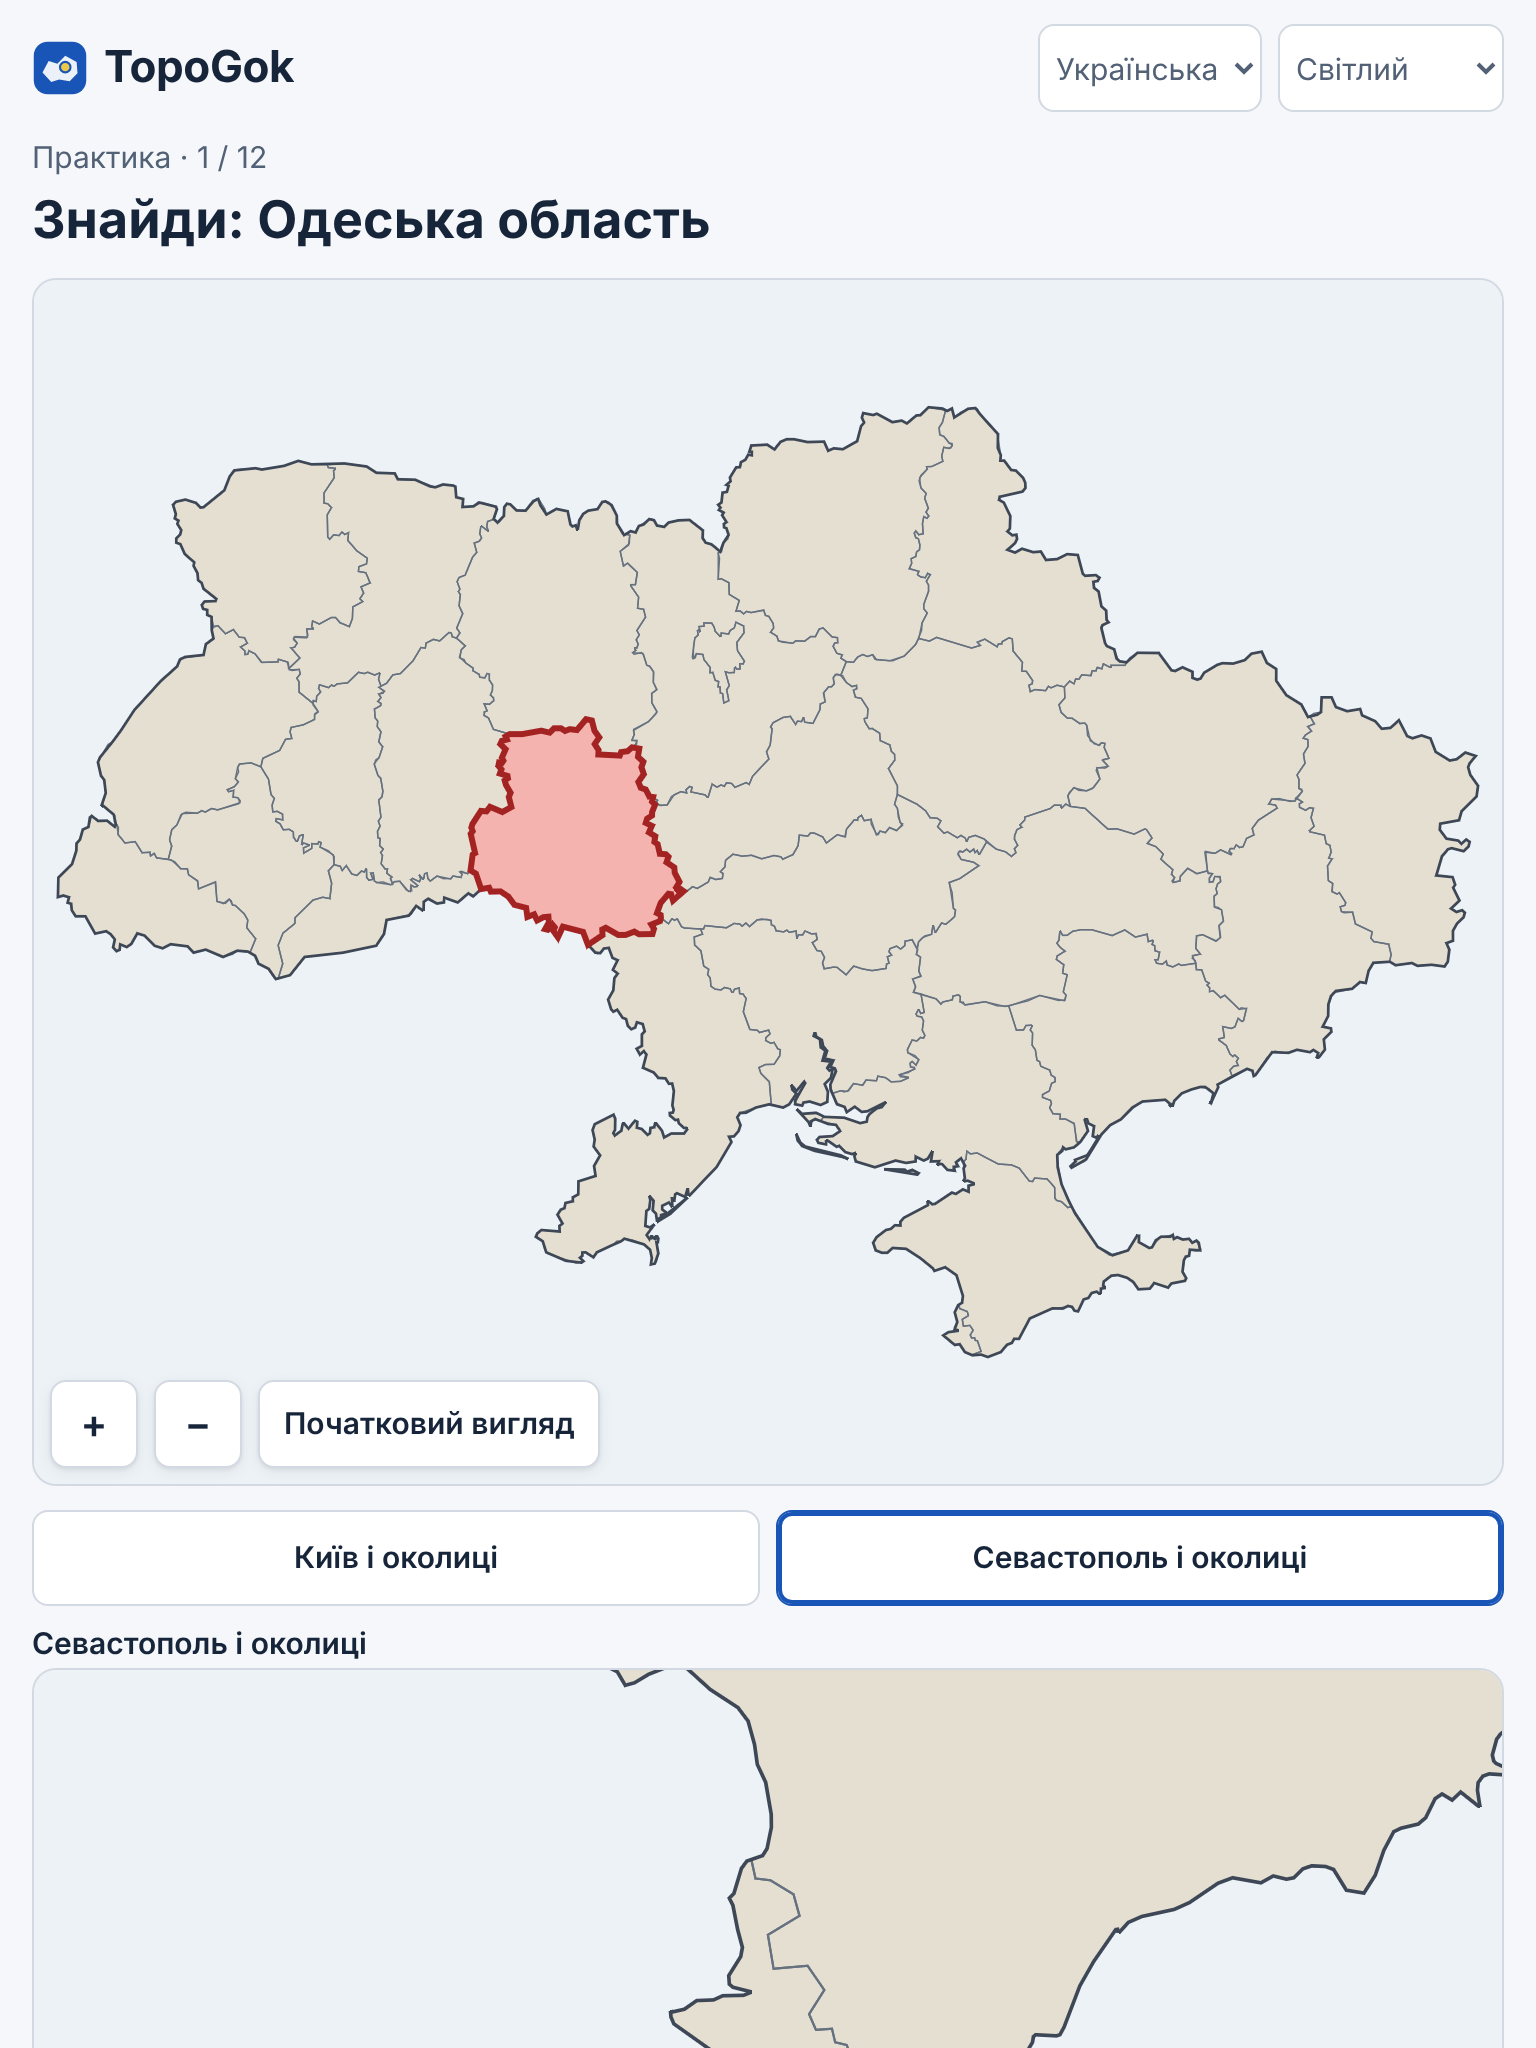 TopoGok
Українська
Світлий
Практика · 1 / 12
Знайди: Одеська область
+
−
Початковий вигляд
Київ і околиці
Севастополь і околиці
Севастополь і околиці